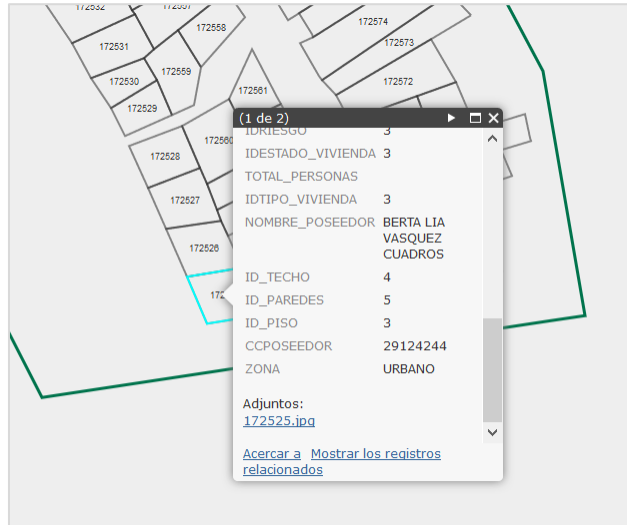 172532
172558
172574
172531
172573
172559
172530
172572
172561
172529
172560
172528
172527
172526
(1 de 2)
IDRIESGO 3
IDESTADO_VIVIENDA 3
TOTAL_PERSONAS
IDTIPO_VIVIENDA 3
NOMBRE_POSEEDOR BERTA LIA
VASQUEZ
CUADROS
ID_TECHO 4
ID_PAREDES 5
ID_PISO 3
CCPOSEEDOR 29124244
ZONA URBANO
Adjuntos:
172525.jpg
Acercar a Mostrar los registros
relacionados